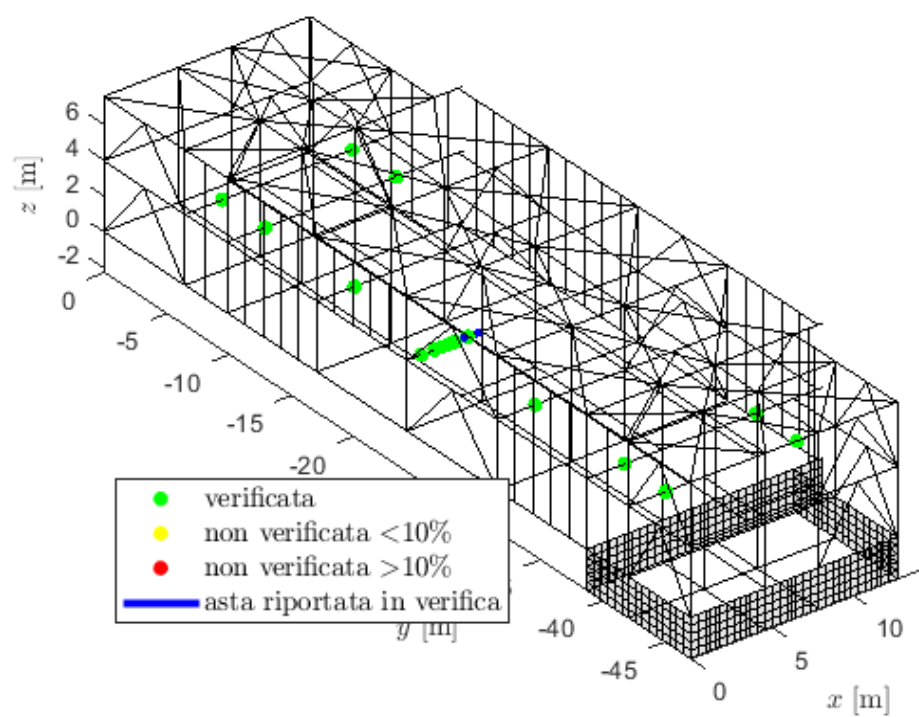 6
4
2
0
-2
z [m]
0
-5
-10
-15
-20
-40
-45
y [m]
0
5
10
x [m]
verificata
non verificata <10%
non verificata >10%
asta riportata in verifica